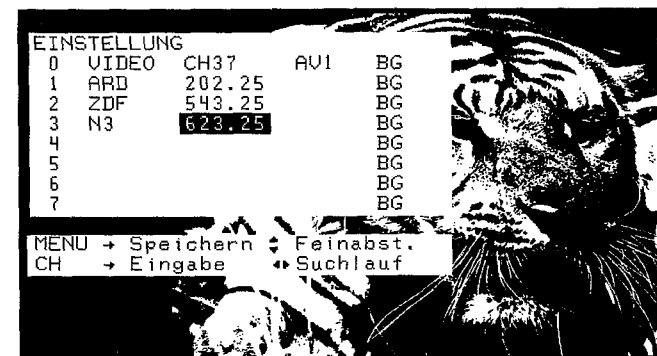 EINSTELLUNG
0 VIDEO CH37 AV1 BG
1 ARD 202.25 BG
2 ZDF 543.25 BG
3 N3 623.25 BG
4 BG
5 BG
6 BG
7 BG
MENU → Speichern ♦ Feinabst.
CH → Eingabe ◂▸ Suchlauf